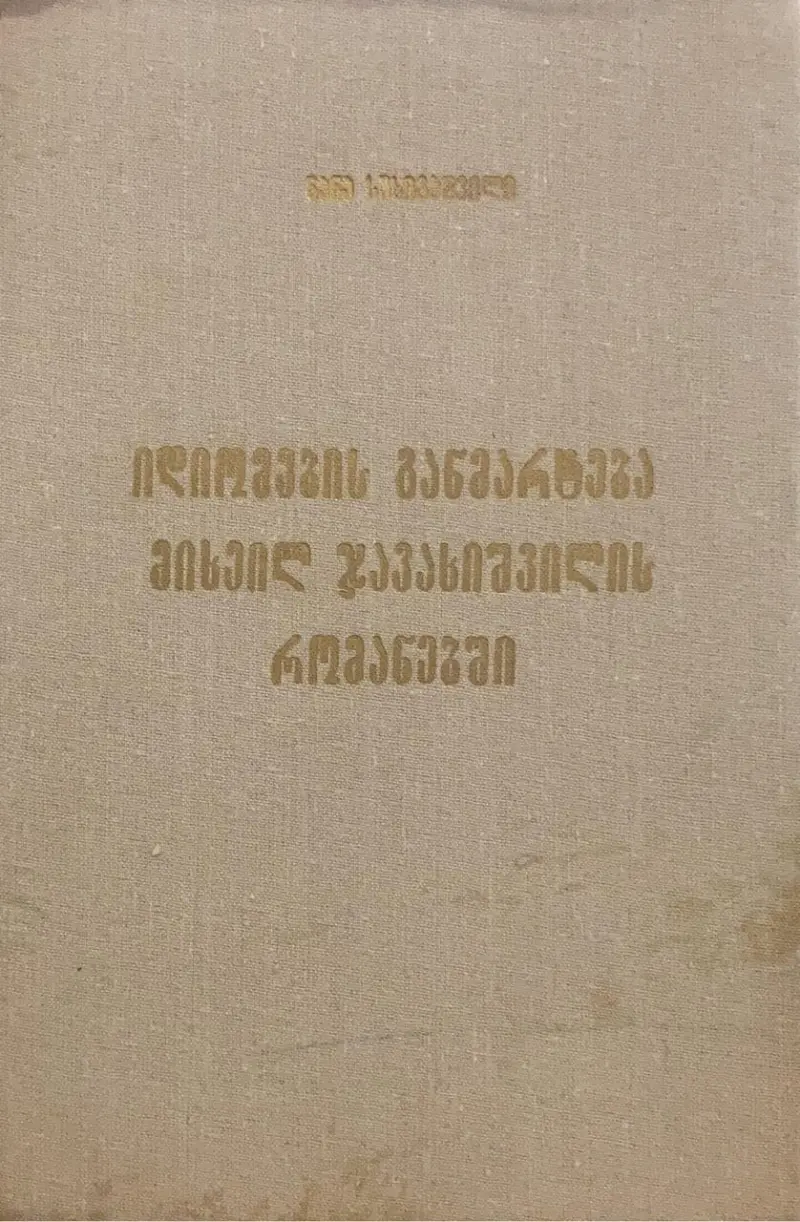 იდიომების განმარტება
მიხეილ ჯავახიშვილის
რომანებში